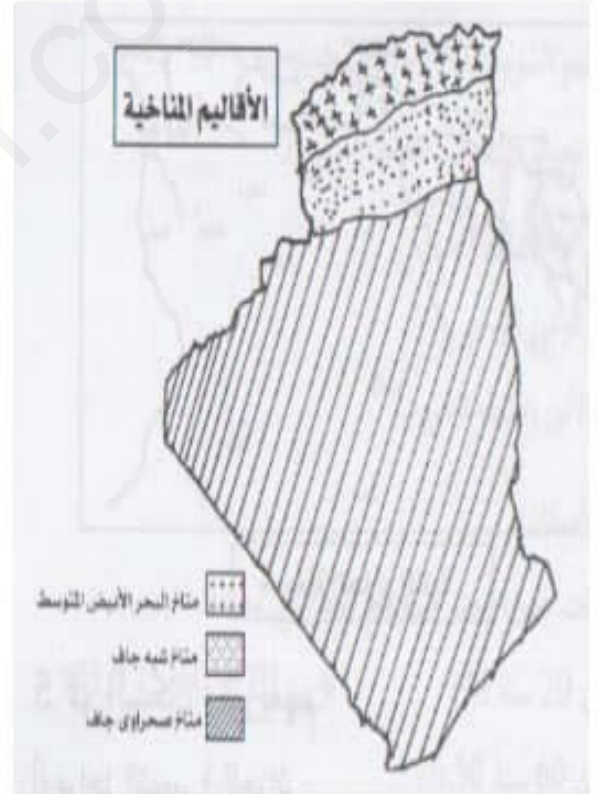 الأقاليم المناخية
مناخ البحر الأبيض المتوسط
مناخ شبه جاف
مناخ صحراوي جاف